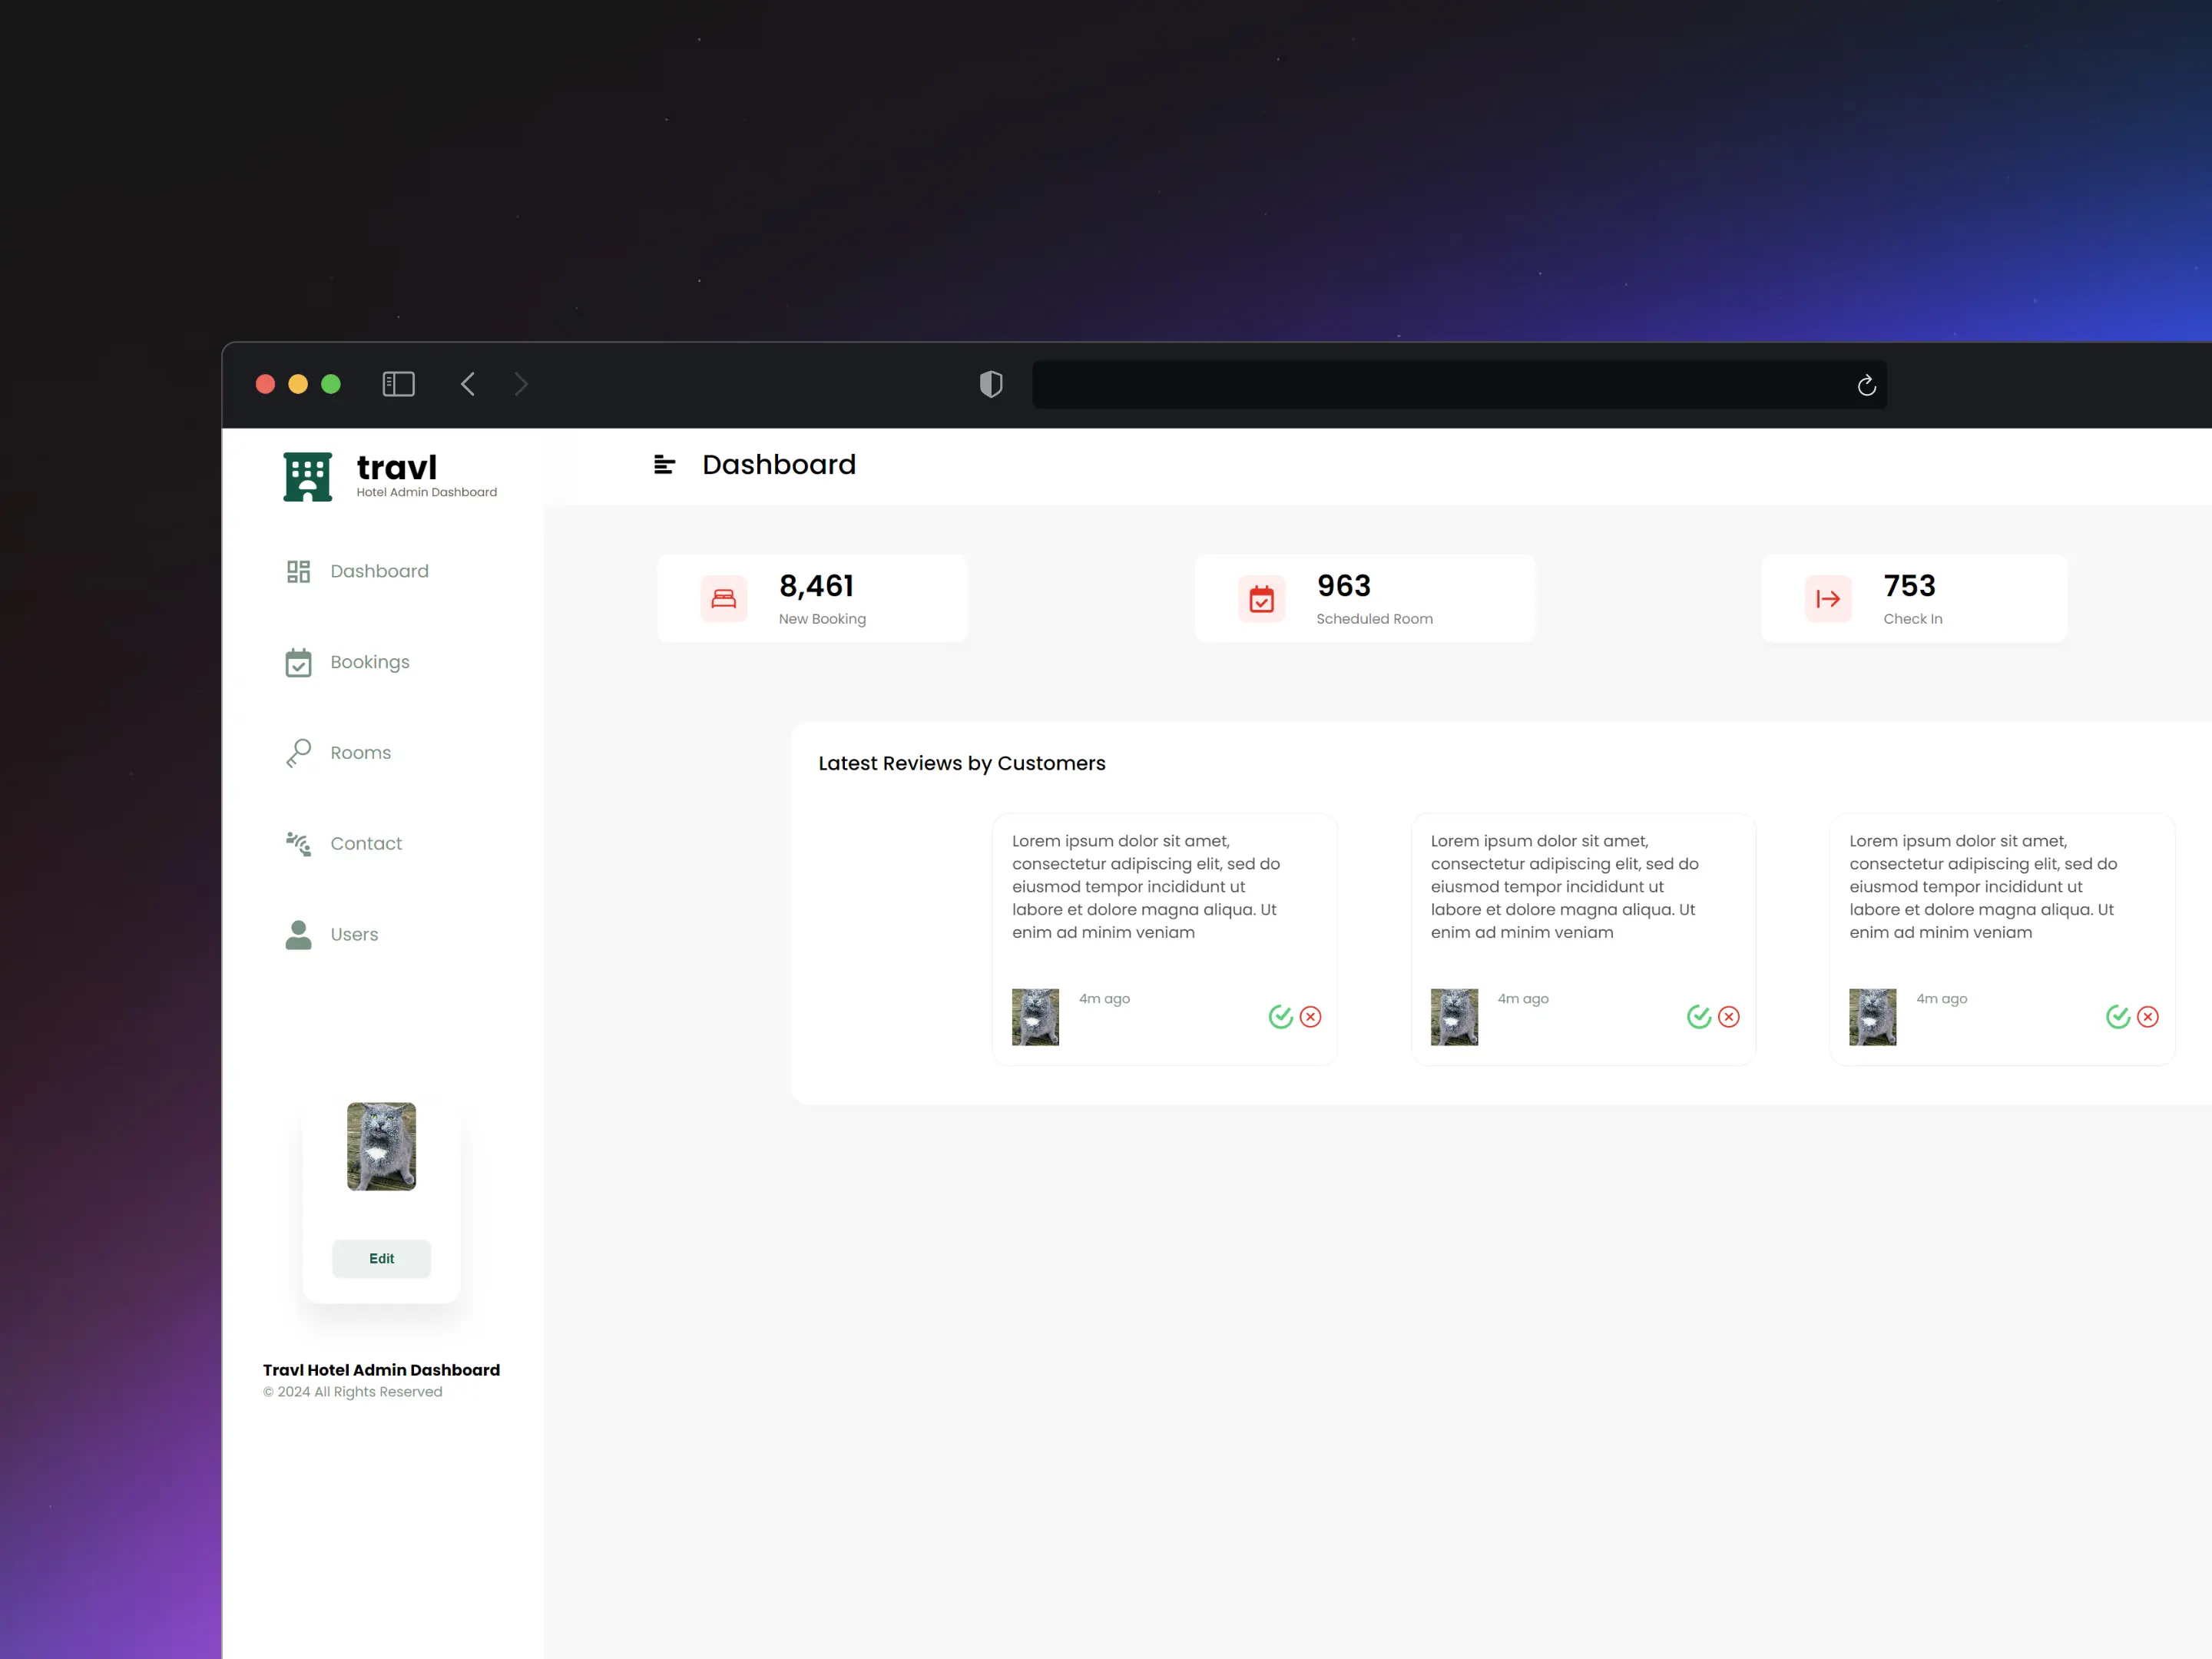 travl
Hotel Admin Dashboard
Dashboard
Bookings
Rooms
Contact
Users
Edit
Travl Hotel Admin Dashboard
© 2024 All Rights Reserved
Dashboard
8,461
New Booking
963
Scheduled Room
753
Check In
Latest Reviews by Customers
Lorem ipsum dolor sit amet,
consectetur adipiscing elit, sed do
eiusmod tempor incididunt ut
labore et dolore magna aliqua. Ut
enim ad minim veniam
4m ago
Lorem ipsum dolor sit amet,
consectetur adipiscing elit, sed do
eiusmod tempor incididunt ut
labore et dolore magna aliqua. Ut
enim ad minim veniam
4m ago
Lorem ipsum dolor sit amet,
consectetur adipiscing elit, sed do
eiusmod tempor incididunt ut
labore et dolore magna aliqua. Ut
enim ad minim veniam
4m ago